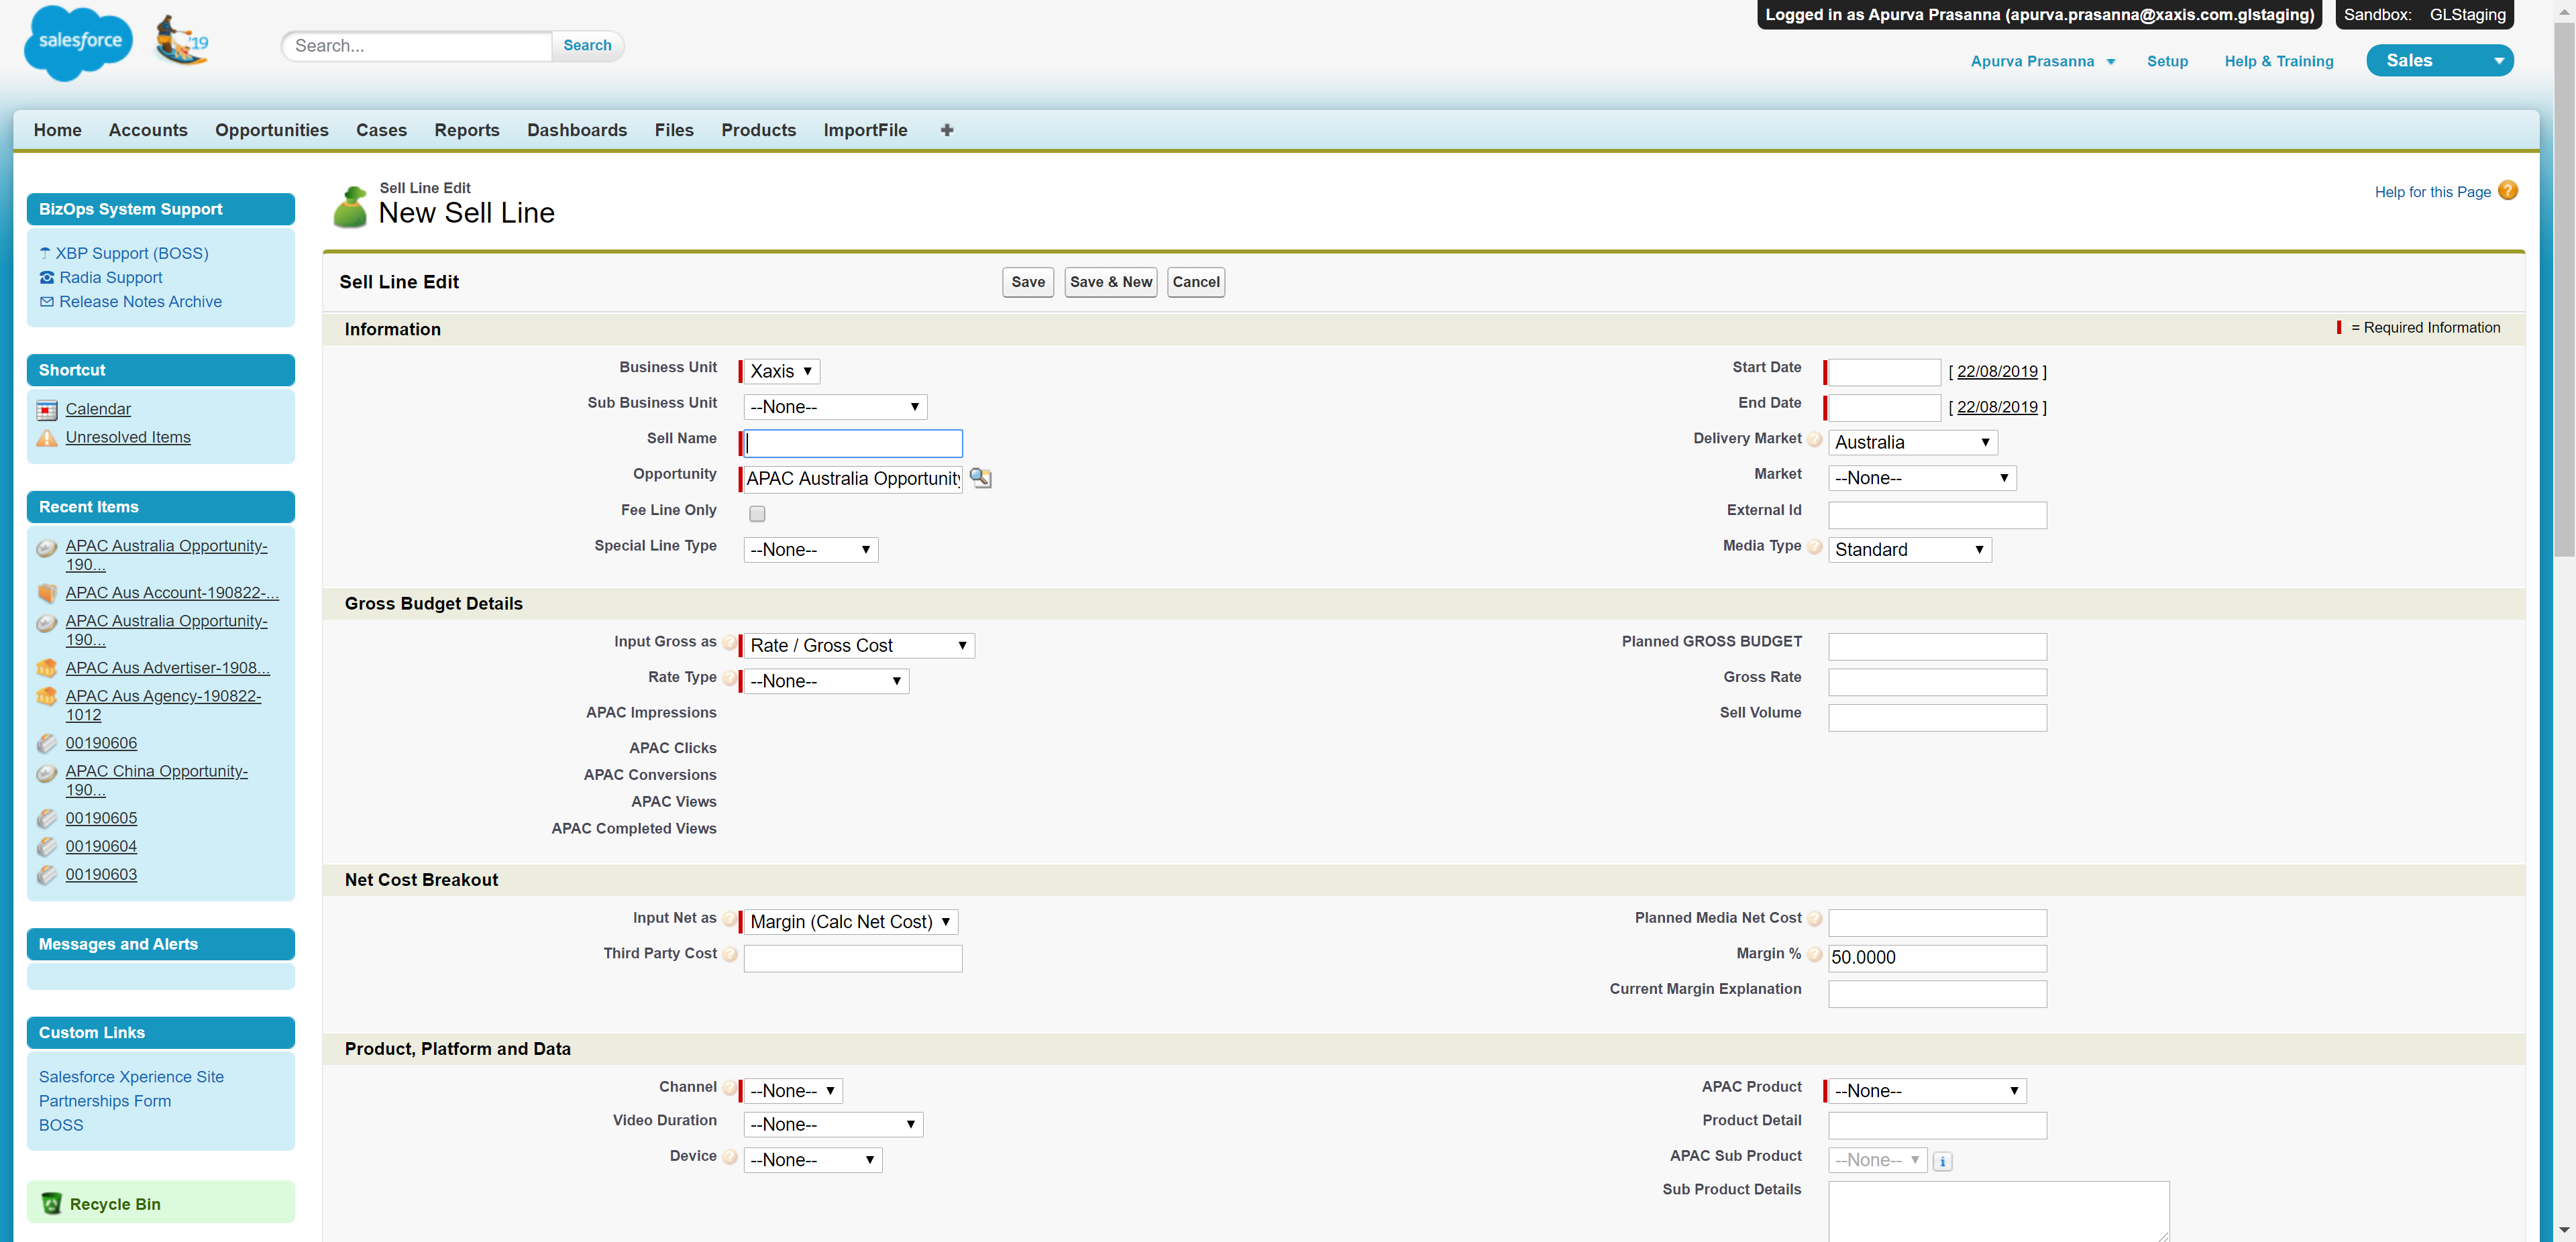 Logged in as Apurva Prasanna (apurva.prasanna@xaxis.com.glstaging)
Sandbox: GLStaging
salesforce
'19
Search...
Search
Apurva Prasanna
Setup
Help & Training
Sales
Home
Accounts
Opportunities
Cases
Reports
Dashboards
Files
Products
ImportFile
BizOps System Support
XBP Support (BOSS)
Radia Support
Release Notes Archive
Shortcut
Calendar
Unresolved Items
Recent Items
APAC Australia Opportunity-
190...
APAC Aus Account-190822-...
APAC Australia Opportunity-
190...
APAC Aus Advertiser-1908...
APAC Aus Agency-190822-
1012
00190606
APAC China Opportunity-
190...
00190605
00190604
00190603
Messages and Alerts
Custom Links
Salesforce Xperience Site
Partnerships Form
BOSS
Recycle Bin
Sell Line Edit
New Sell Line
Help for this Page
Sell Line Edit
Save
Save & New
Cancel
Information
= Required Information
Business Unit
Xaxis
Start Date
[ 22/08/2019 ]
Sub Business Unit
--None--
End Date
[ 22/08/2019 ]
Sell Name
Delivery Market
Australia
Opportunity
APAC Australia Opportunity
Market
--None--
Fee Line Only
External Id
Special Line Type
--None--
Media Type
Standard
Gross Budget Details
Input Gross as
Rate / Gross Cost
Planned GROSS BUDGET
Rate Type
--None--
Gross Rate
APAC Impressions
Sell Volume
APAC Clicks
APAC Conversions
APAC Views
APAC Completed Views
Net Cost Breakout
Input Net as
Margin (Calc Net Cost)
Planned Media Net Cost
Third Party Cost
Margin %
50.0000
Current Margin Explanation
Product, Platform and Data
Channel
--None--
APAC Product
--None--
Video Duration
--None--
Product Detail
Device
--None--
APAC Sub Product
--None--
Sub Product Details